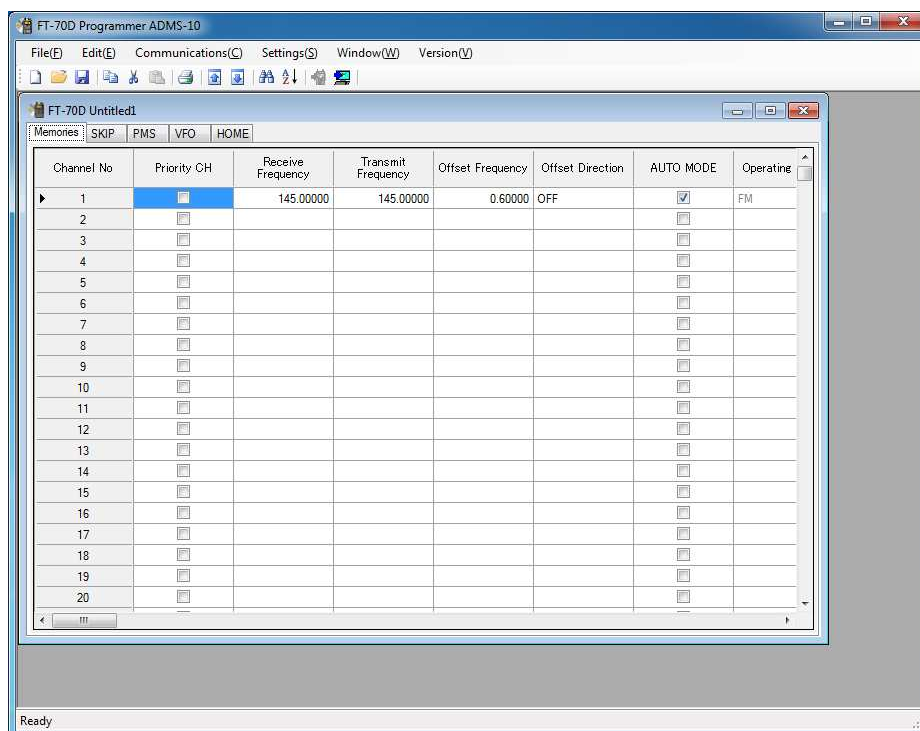 FT-70D Programmer ADMS-10
File(F) Edit(E) Communications(C) Settings(S) Window(W) Version(V)
FT-70D Untitled1
Memories SKIP PMS VFO HOME
Channel No Priority CH Receive Frequency Transmit Frequency Offset Frequency Offset Direction AUTO MODE Operating
1 145.00000 145.00000 0.60000 OFF FM
2
3
4
5
6
7
8
9
10
11
12
13
14
15
16
17
18
19
20
Ready